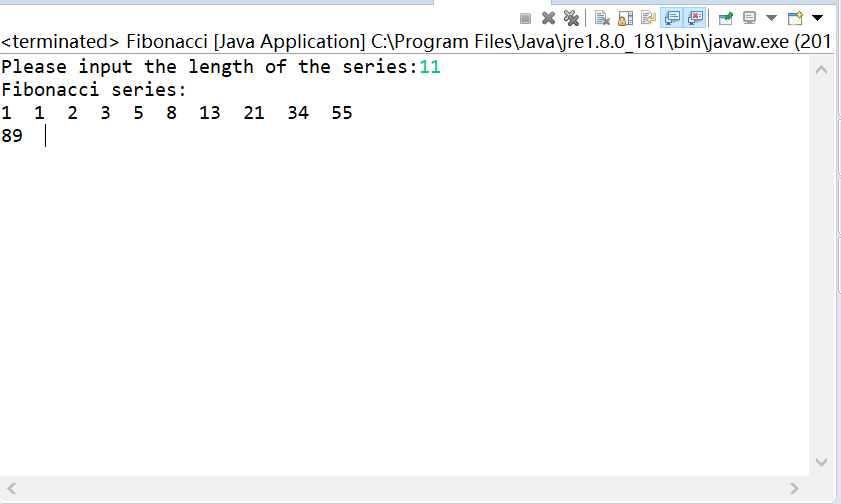 <terminated> Fibonacci [Java Application] C:\Program Files\Java\jre1.8.0_181\bin\javaw.exe (201
Please input the length of the series:11
Fibonacci series:
1  1  2  3  5  8  13  21  34  55
89